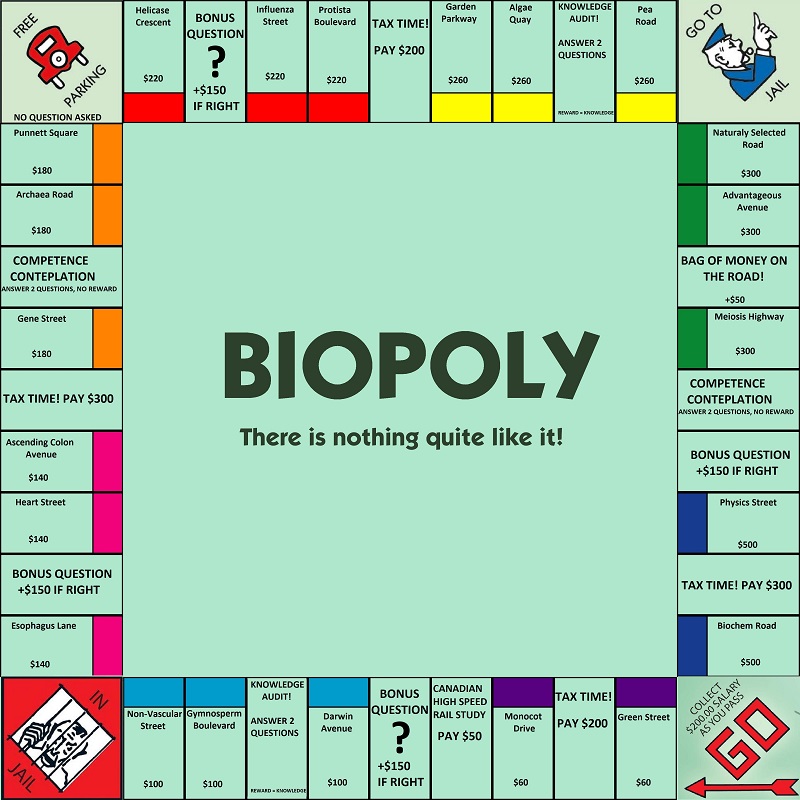 FREE
PARKING
NO QUESTION ASKED
Helicase
Crescent
$220
BONUS
QUESTION
?
+$150
IF RIGHT
Influenza
Street
$220
Protista
Boulevard
$220
TAX TIME!
PAY $200
Garden
Parkway
$260
Algae
Quay
$260
KNOWLEDGE
AUDIT!
ANSWER 2
QUESTIONS
REWARD = KNOWLEDGE
Pea
Road
$260
GO TO
JAIL
Punnett Square
$180
Archaea Road
$180
COMPETENCE
CONTEPLATION
ANSWER 2 QUESTIONS, NO REWARD
Gene Street
$180
TAX TIME! PAY $300
Ascending Colon
Avenue
$140
Heart Street
$140
BONUS QUESTION
+$150 IF RIGHT
Esophagus Lane
$140
BIOPOLY
There is nothing quite like it!
Naturaly Selected
Road
$300
Advantageous
Avenue
$300
BAG OF MONEY ON
THE ROAD!
+$50
Meiosis Highway
$300
COMPETENCE
CONTEPLATION
ANSWER 2 QUESTIONS, NO REWARD
BONUS QUESTION
+$150 IF RIGHT
Physics Street
$500
TAX TIME! PAY $300
Biochem Road
$500
IN
JAIL
Non-Vascular
Street
$100
Gymnosperm
Boulevard
$100
KNOWLEDGE
AUDIT!
ANSWER 2
QUESTIONS
REWARD = KNOWLEDGE
Darwin
Avenue
$100
BONUS
QUESTION
?
+$150
IF RIGHT
CANADIAN
HIGH SPEED
RAIL STUDY
PAY $50
Monocot
Drive
$60
TAX TIME!
PAY $200
Green Street
$60
COLLECT
$200.00 SALARY
AS YOU PASS
GO